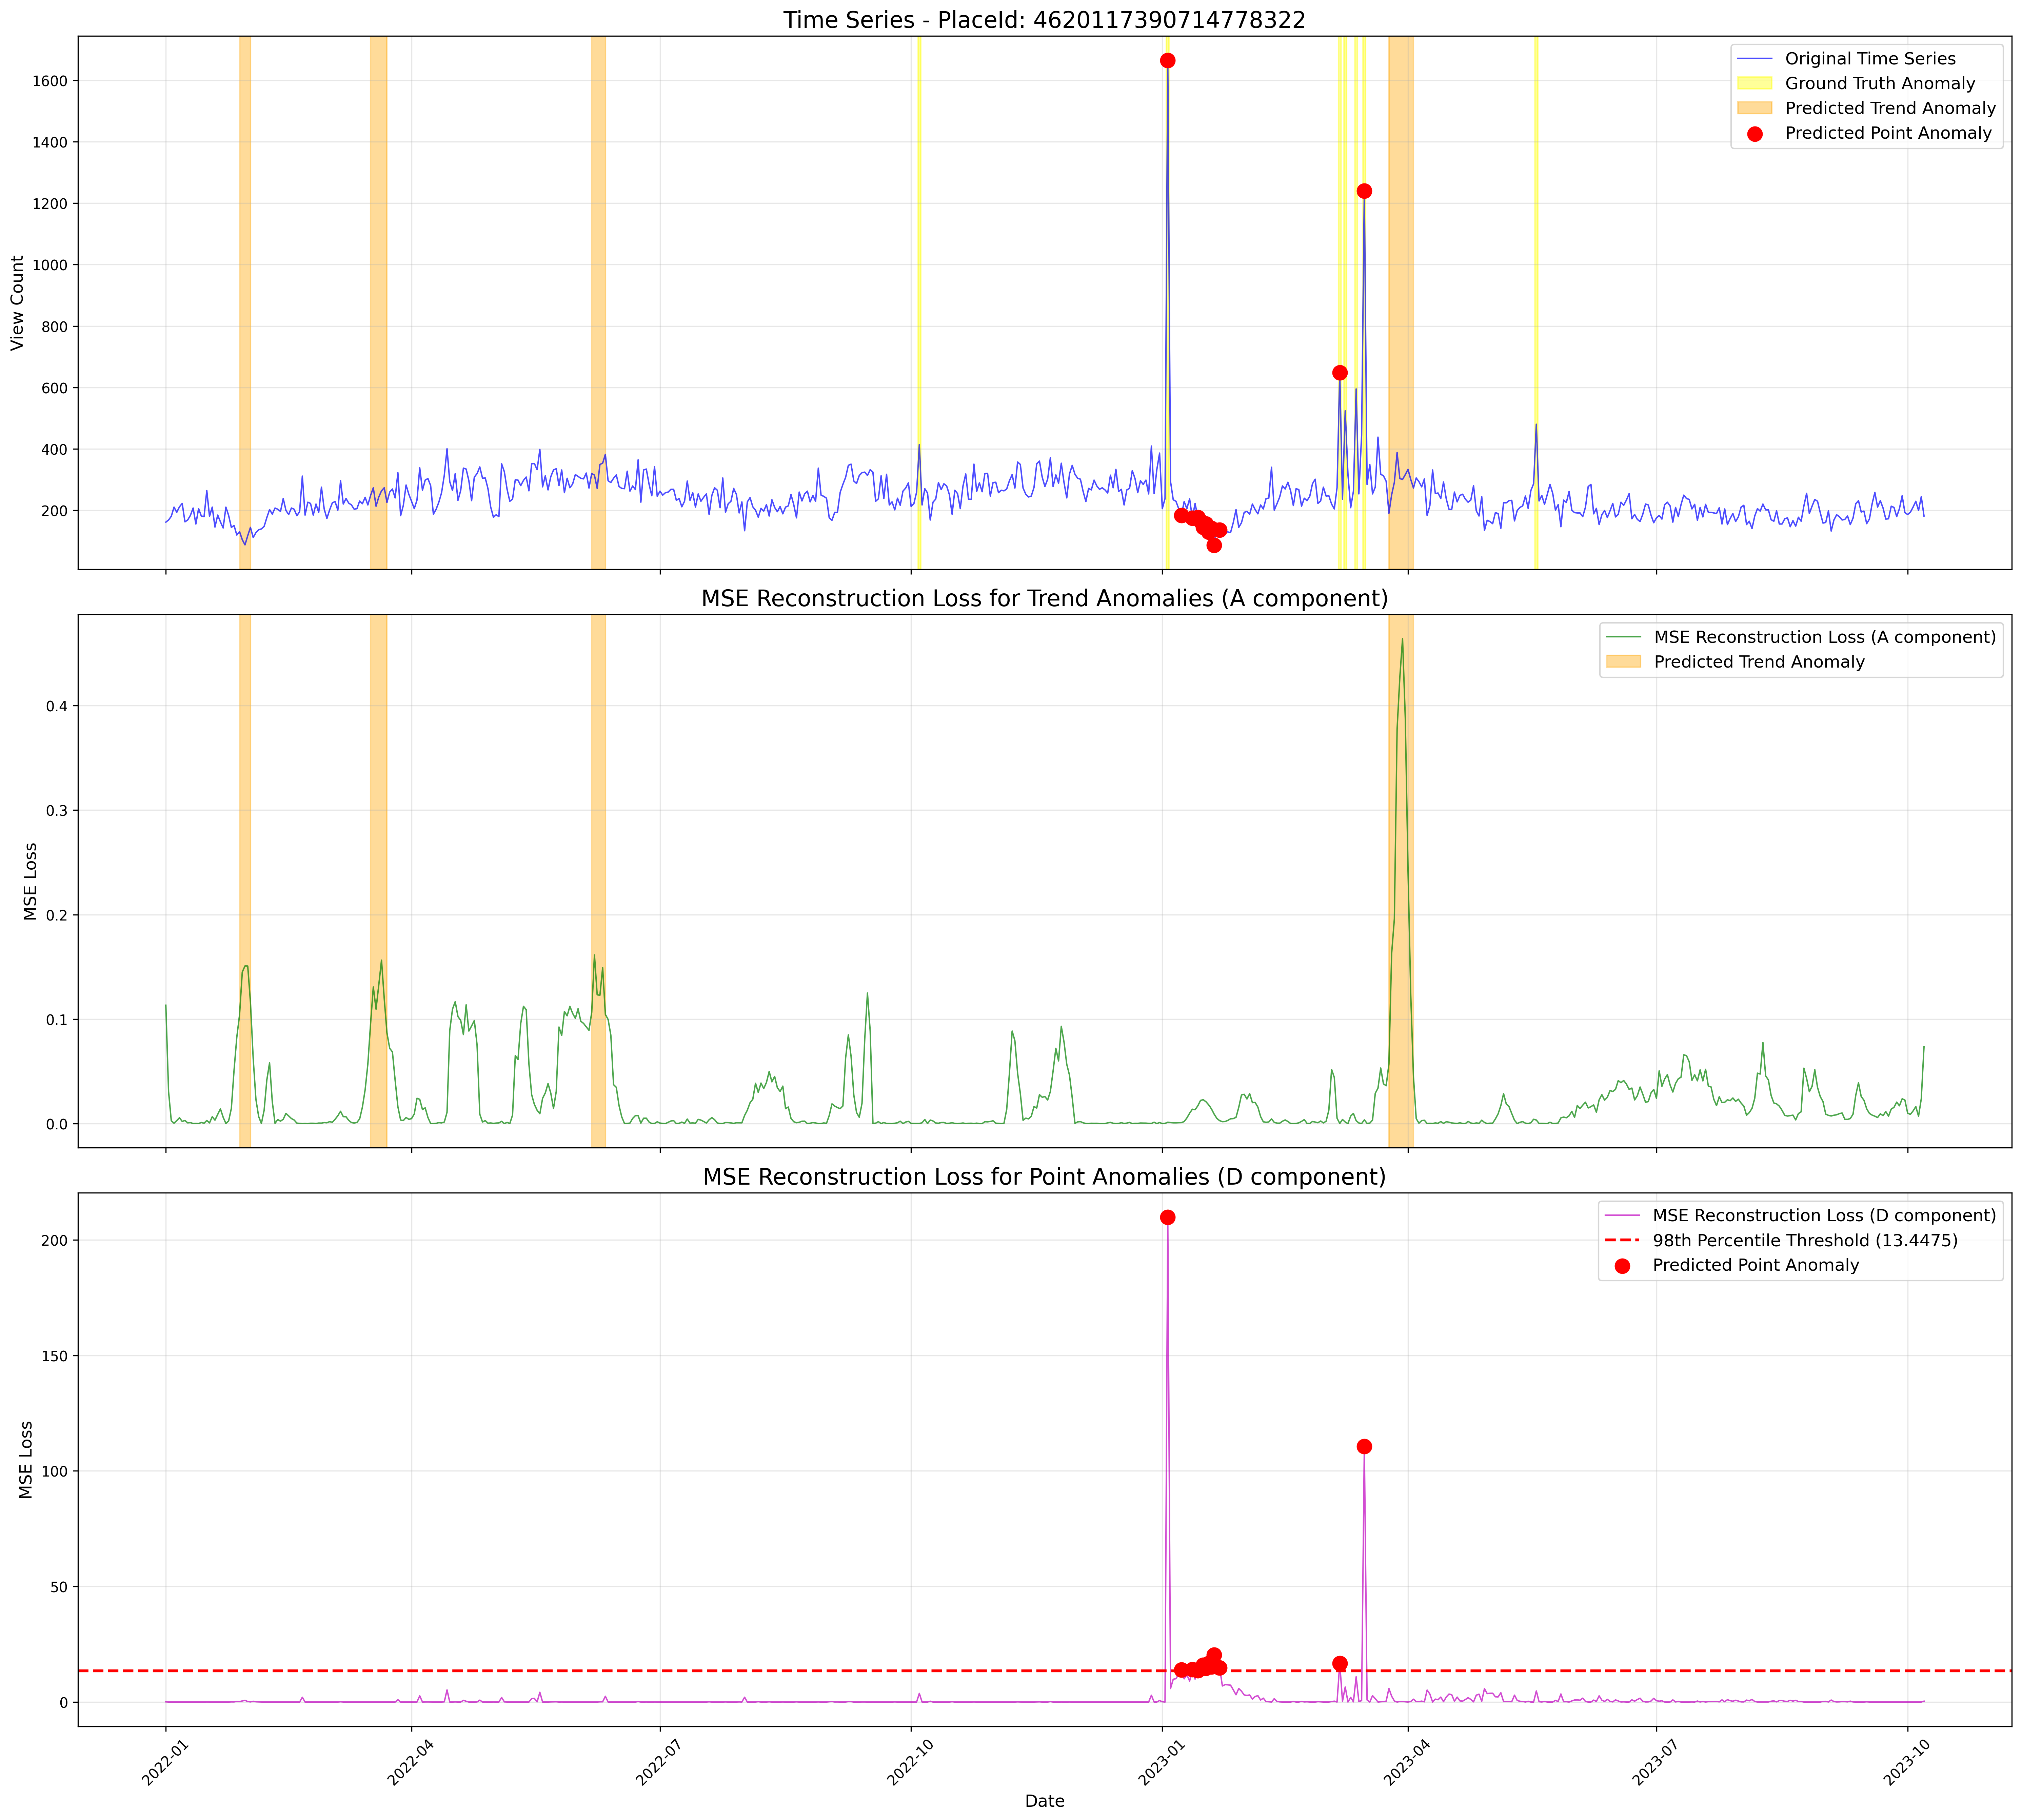 Time Series - PlaceId: 4620117390714778322
Original Time Series
Ground Truth Anomaly
Predicted Trend Anomaly
Predicted Point Anomaly
View Count
1600
1400
1200
1000
800
600
400
200
MSE Reconstruction Loss for Trend Anomalies (A component)
MSE Reconstruction Loss (A component)
Predicted Trend Anomaly
MSE Loss
0.4
0.3
0.2
0.1
0.0
MSE Reconstruction Loss for Point Anomalies (D component)
MSE Reconstruction Loss (D component)
98th Percentile Threshold (13.4475)
Predicted Point Anomaly
MSE Loss
200
150
100
50
0
2022-01
2022-04
2022-07
2022-10
2023-01
2023-04
2023-07
2023-10
Date